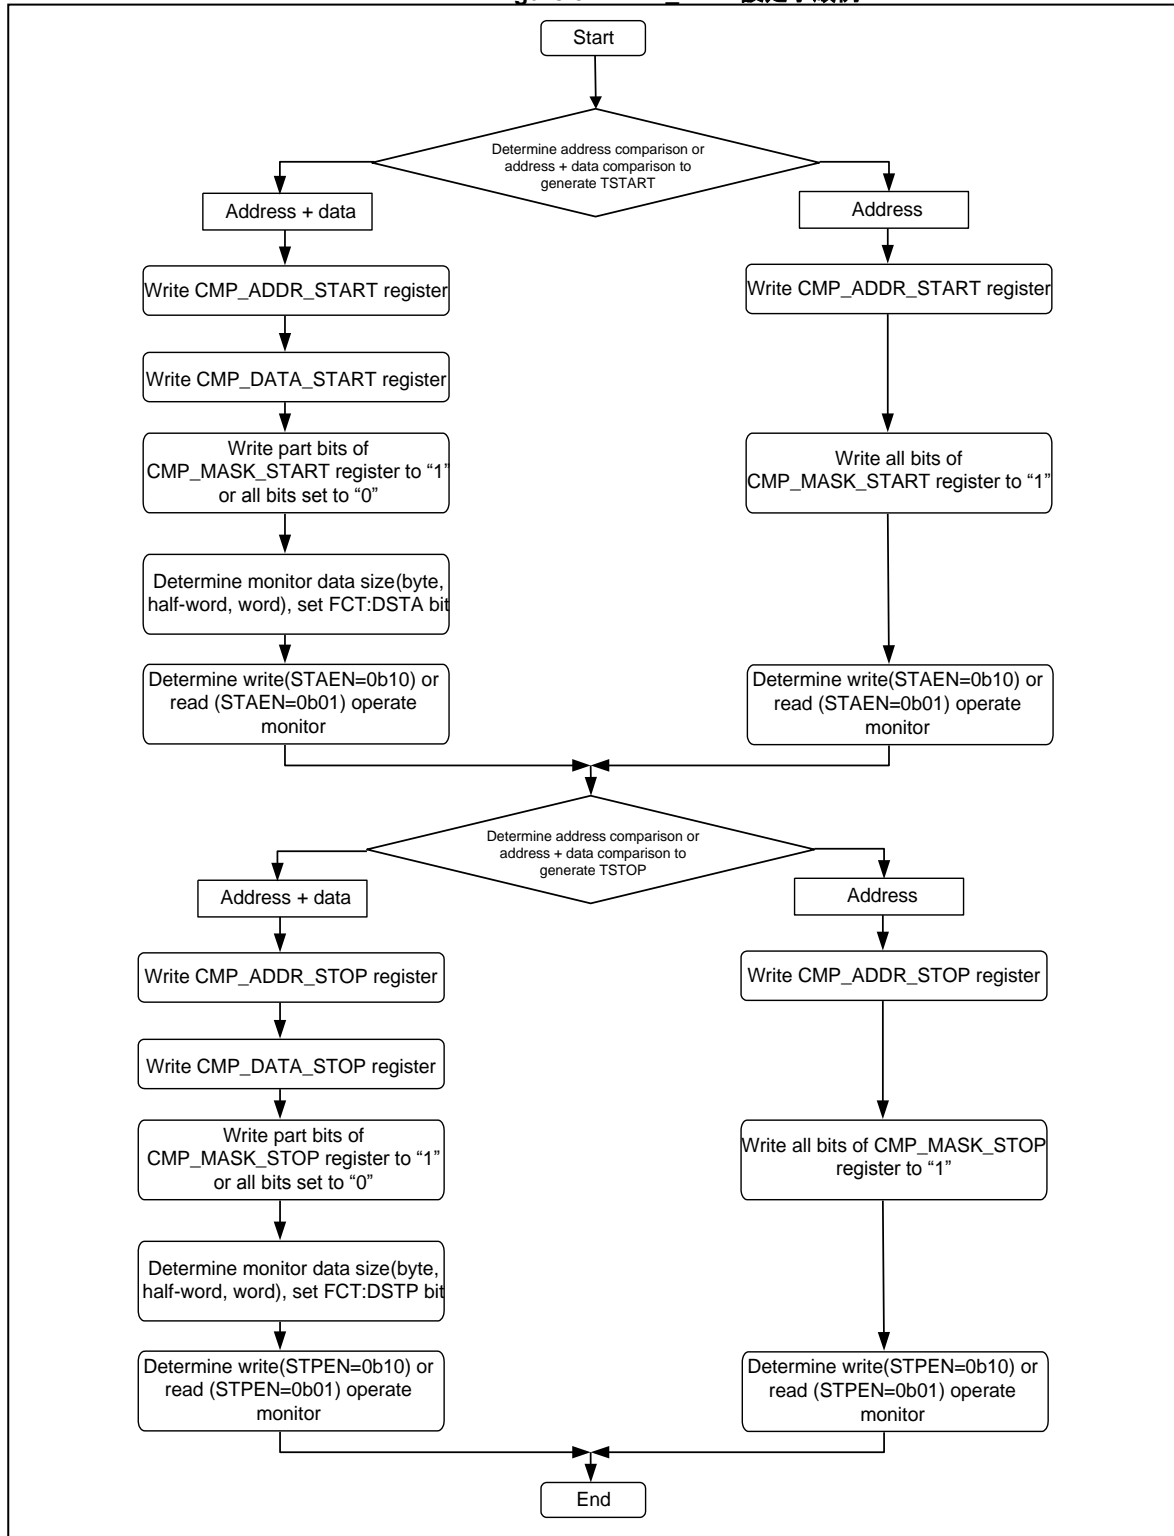 Start
Determine address comparison or
address + data comparison to
generate TSTART
Address + data
Address
Write CMP_ADDR_START register
Write CMP_ADDR_START register
Write CMP_DATA_START register
Write part bits of
CMP_MASK_START register to “1”
or all bits set to “0”
Write all bits of
CMP_MASK_START register to “1”
Determine monitor data size(byte,
half-word, word), set FCT:DSTA bit
Determine write(STAEN=0b10) or
read (STAEN=0b01) operate
monitor
Determine write(STAEN=0b10) or
read (STAEN=0b01) operate
monitor
Determine address comparison or
address + data comparison to
generate TSTOP
Address + data
Address
Write CMP_ADDR_STOP register
Write CMP_ADDR_STOP register
Write CMP_DATA_STOP register
Write part bits of
CMP_MASK_STOP register to “1”
or all bits set to “0”
Write all bits of CMP_MASK_STOP
register to “1”
Determine monitor data size(byte,
half-word, word), set FCT:DSTP bit
Determine write(STPEN=0b10) or
read (STPEN=0b01) operate
monitor
Determine write(STPEN=0b10) or
read (STPEN=0b01) operate
monitor
End